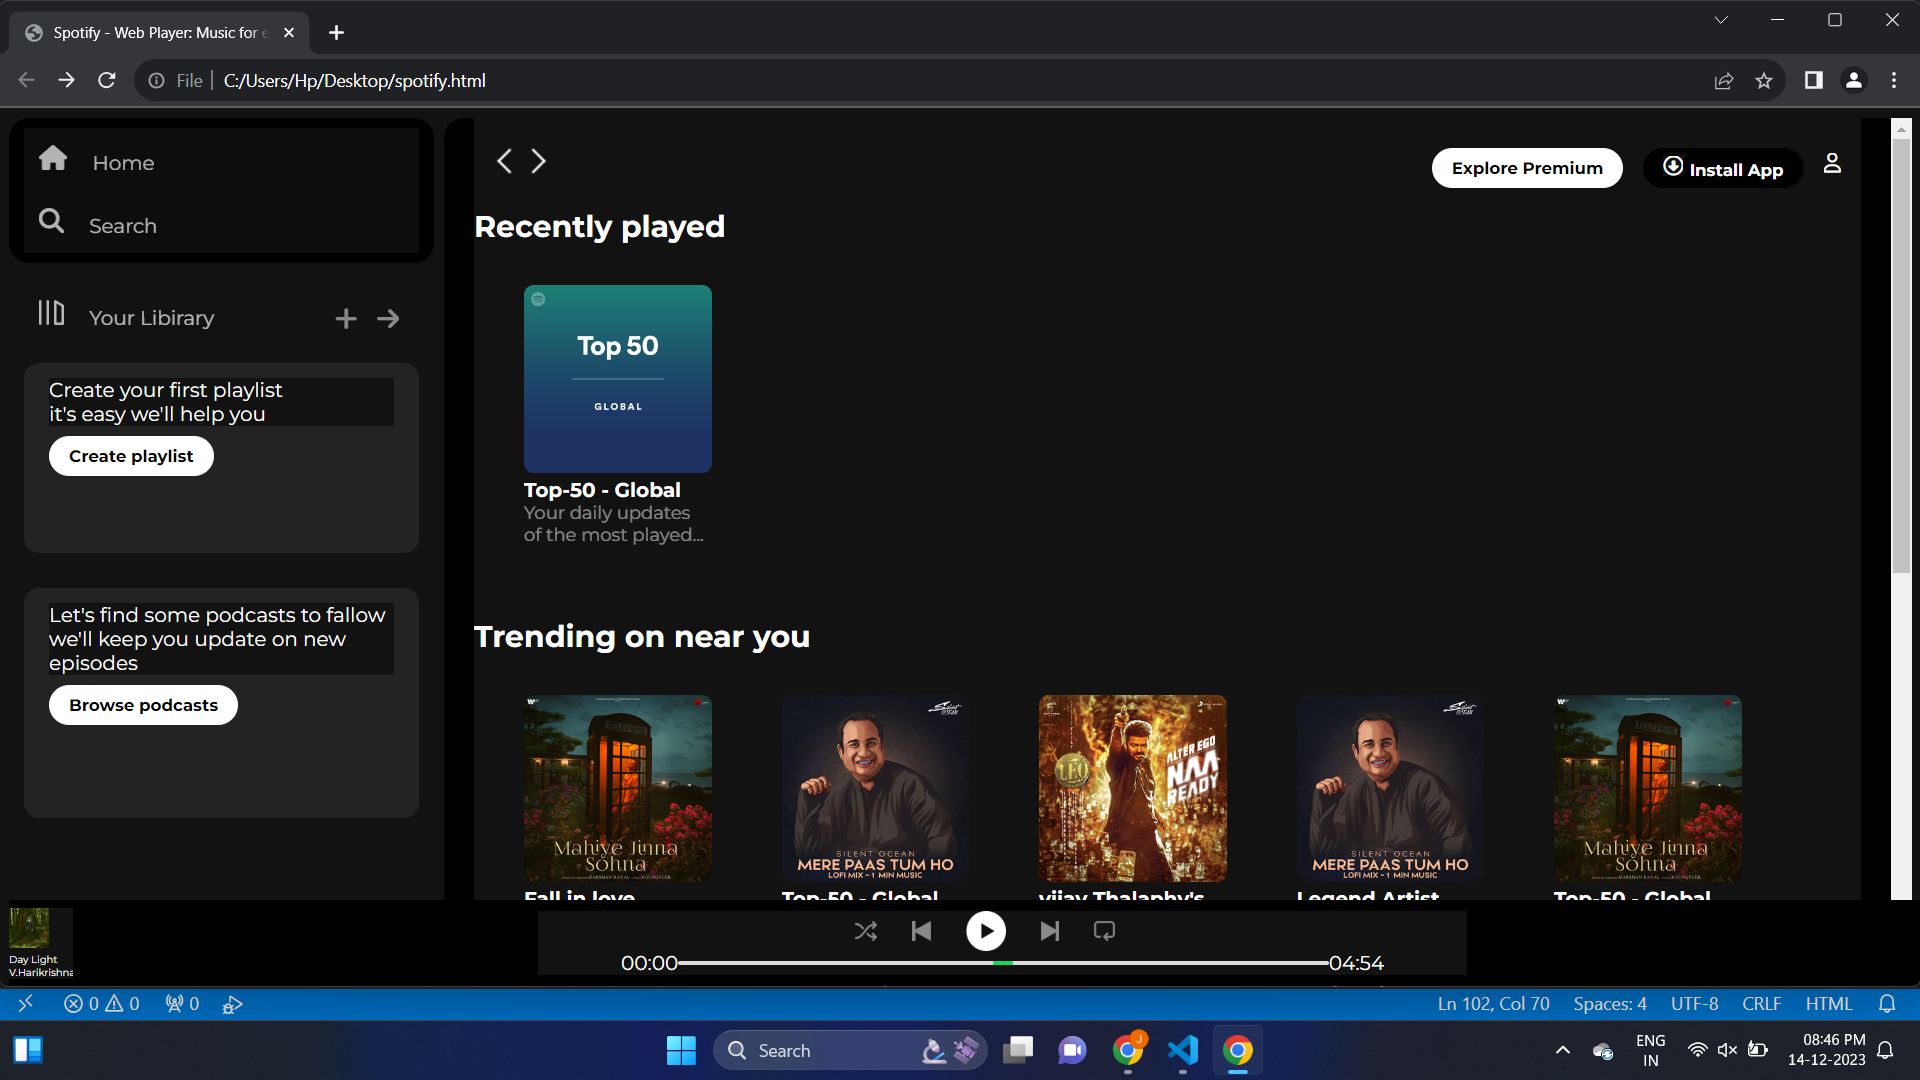 Spotify - Web Player: Music for e
File
C:/Users/Hp/Desktop/spotify.html
Home
Search
Your Libirary
Create your first playlist
it's easy we'll help you
Create playlist
Let's find some podcasts to fallow
we'll keep you update on new
episodes
Browse podcasts
Explore Premium
Install App
Recently played
Top 50
GLOBAL
Top-50 - Global
Your daily updates
of the most played...
Trending on near you
Mahiye Jinna
Sohna
Fall in love
Silent
OCEAN
SILENT OCEAN
MERE PAAS TUM HO
LOFI MIX - 1 MIN MUSIC
Top-50 - Global
LEO
ALTER EGO
NAA
READY
vijay Thalaphy's
Silent
OCEAN
SILENT OCEAN
MERE PAAS TUM HO
LOFI MIX - 1 MIN MUSIC
Legend Artist
Mahiye Jinna
Sohna
Top-50 - Global
Day Light
V.Harikrishna
00:00
04:54
0 0
0
Ln 102, Col 70
Spaces: 4
UTF-8
CRLF
HTML
Search
J
ENG
IN
08:46 PM
14-12-2023